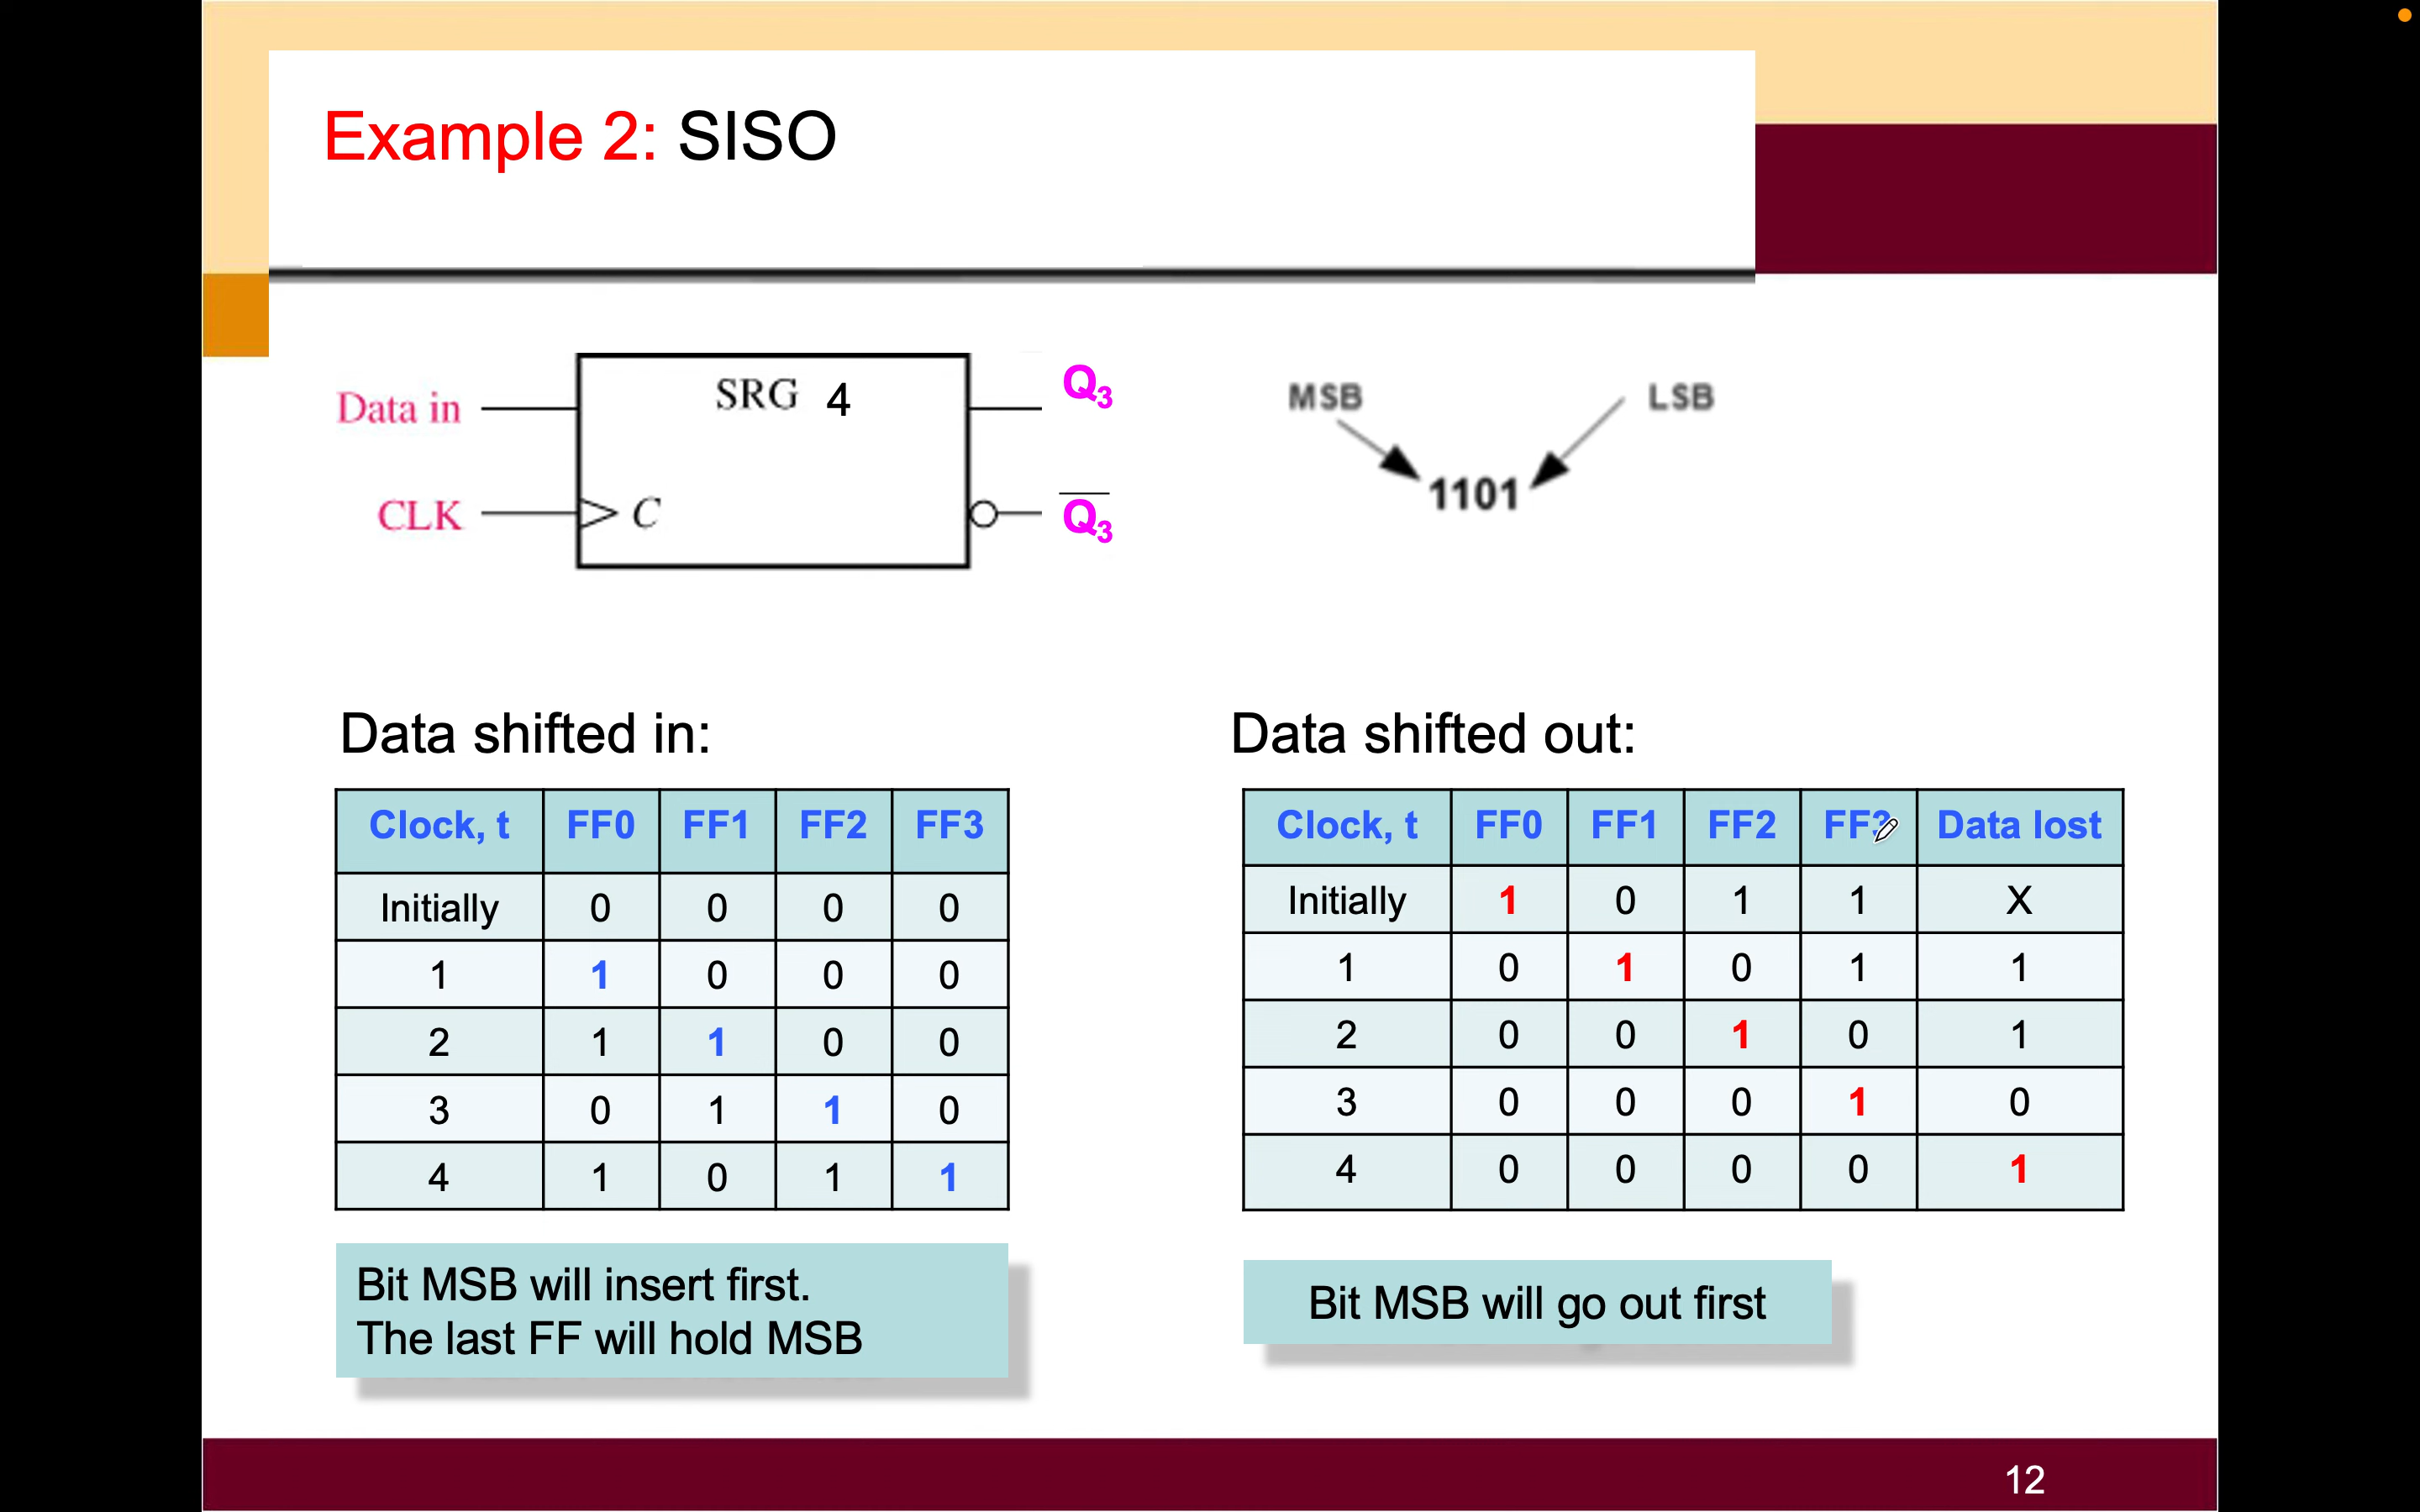 Example 2: SISO
Data in
SRG 4
Q3
CLK
C
Q3
MSB
LSB
1101
Data shifted in:
Clock, t FF0 FF1 FF2 FF3
Initially 0 0 0 0
1 1 0 0 0
2 1 1 0 0
3 0 1 1 0
4 1 0 1 1
Bit MSB will insert first.
The last FF will hold MSB
Data shifted out:
Clock, t FF0 FF1 FF2 FF3 Data lost
Initially 1 0 1 1 X
1 0 1 0 1 1
2 0 0 1 0 1
3 0 0 0 1 0
4 0 0 0 0 1
Bit MSB will go out first
12